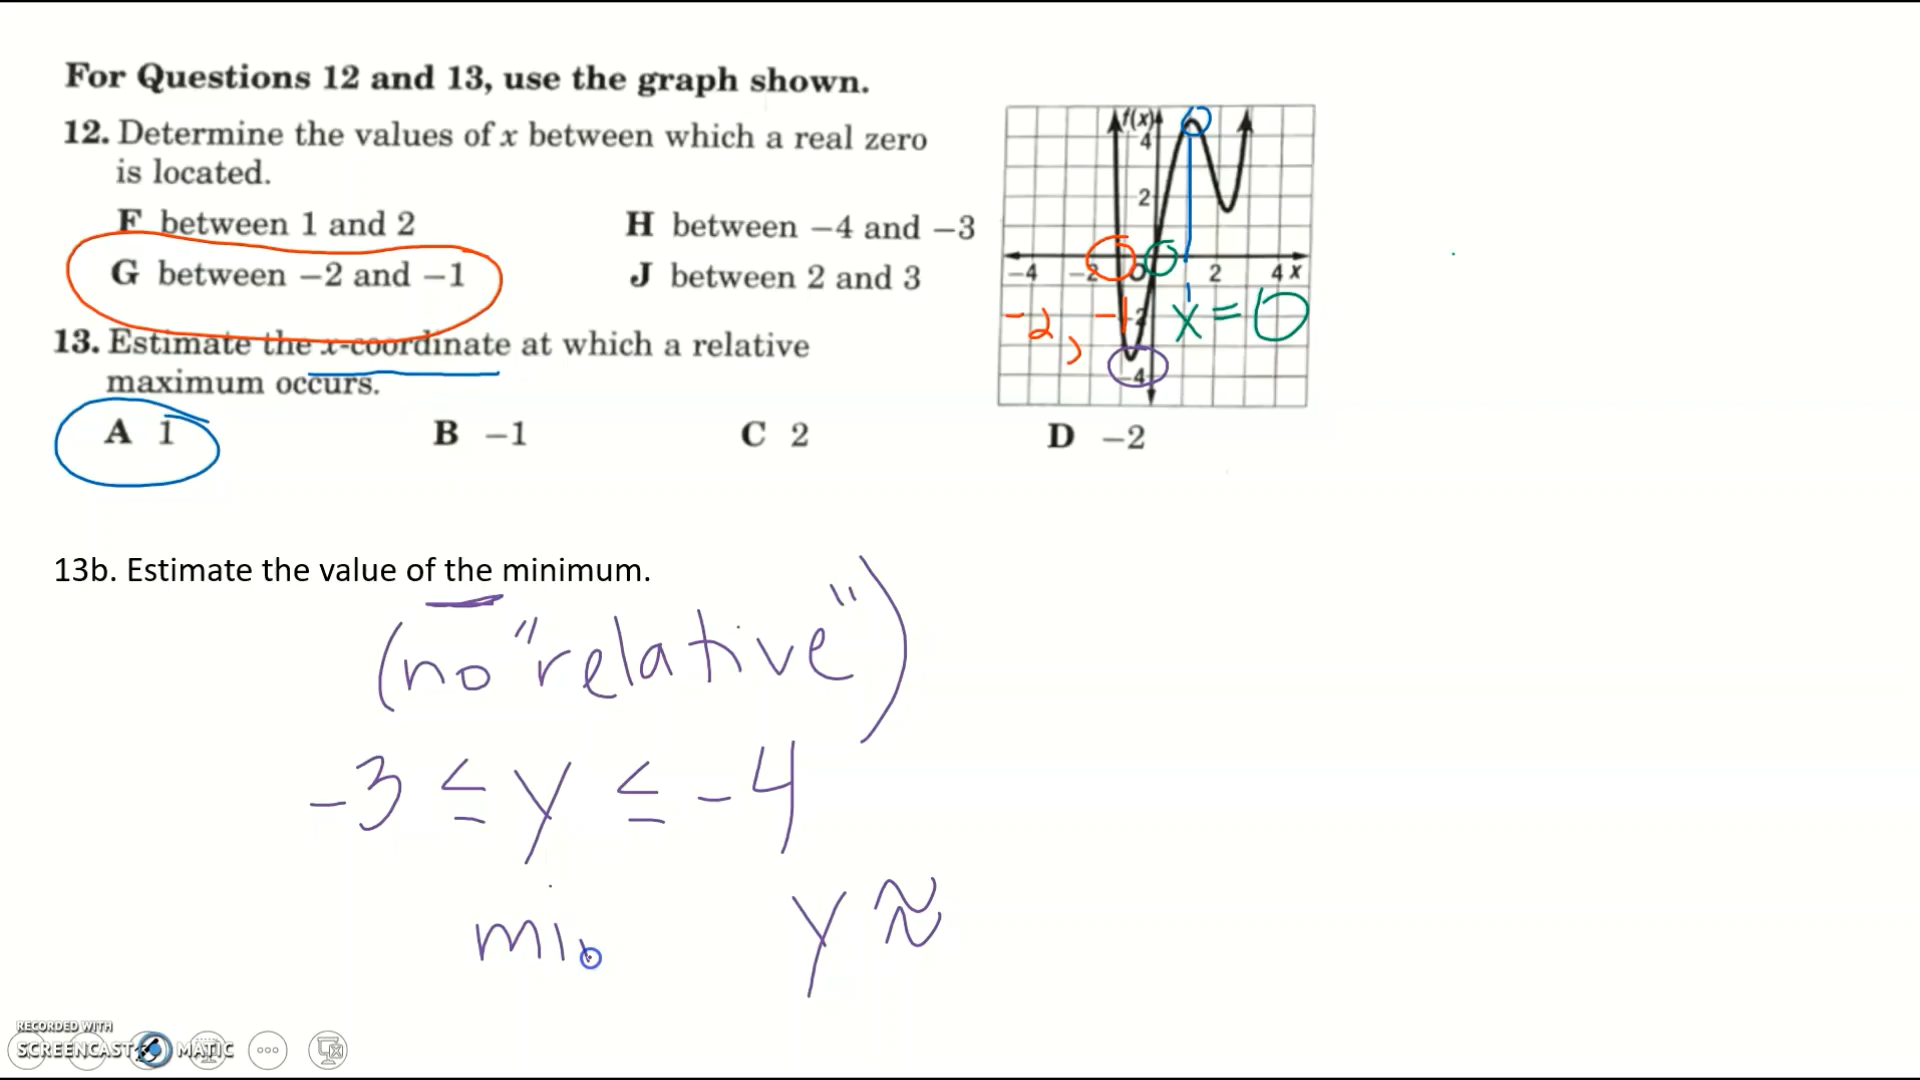 For Questions 12 and 13, use the graph shown.
12. Determine the values of x between which a real zero
is located.
F between 1 and 2
H between −4 and −3
G between −2 and −1
J between 2 and 3
13. Estimate the x-coordinate at which a relative
maximum occurs.
A 1
B −1
C 2
D −2
f(x)
4
2
−4
−2
O
2
4 x
−2
−4
1
-2, -1
x = 0
13b. Estimate the value of the minimum.
(no "relative")
-3 ≤ y ≤ -4
y ≈
RECORDED WITH
SCREENCAST MATIC